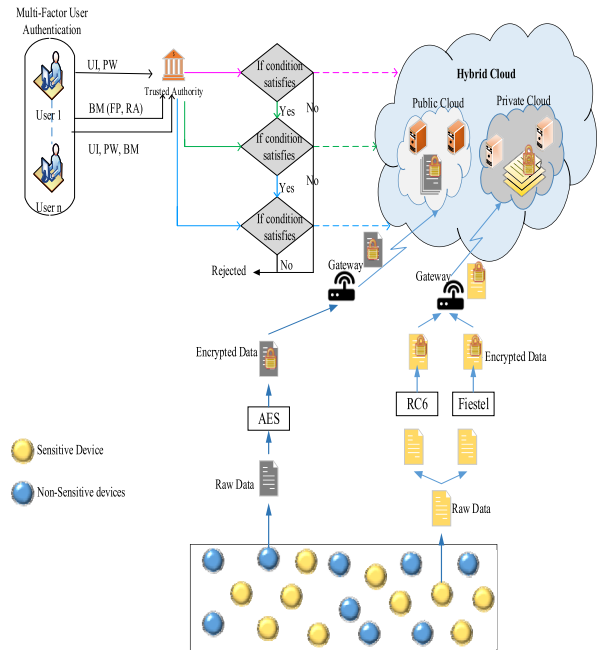 Multi-Factor User
Authentication
UI, PW
Trusted Authority
User 1
BM (FP, RA)
UI, PW, BM
User n
If condition
satisfies
No
Yes
If condition
satisfies
No
Yes
If condition
satisfies
No
Rejected
Hybrid Cloud
Public Cloud
Private Cloud
Gateway
Gateway
Encrypted Data
Encrypted Data
AES
RC6
Fiestel
Sensitive Device
Non-Sensitive devices
Raw Data
Raw Data